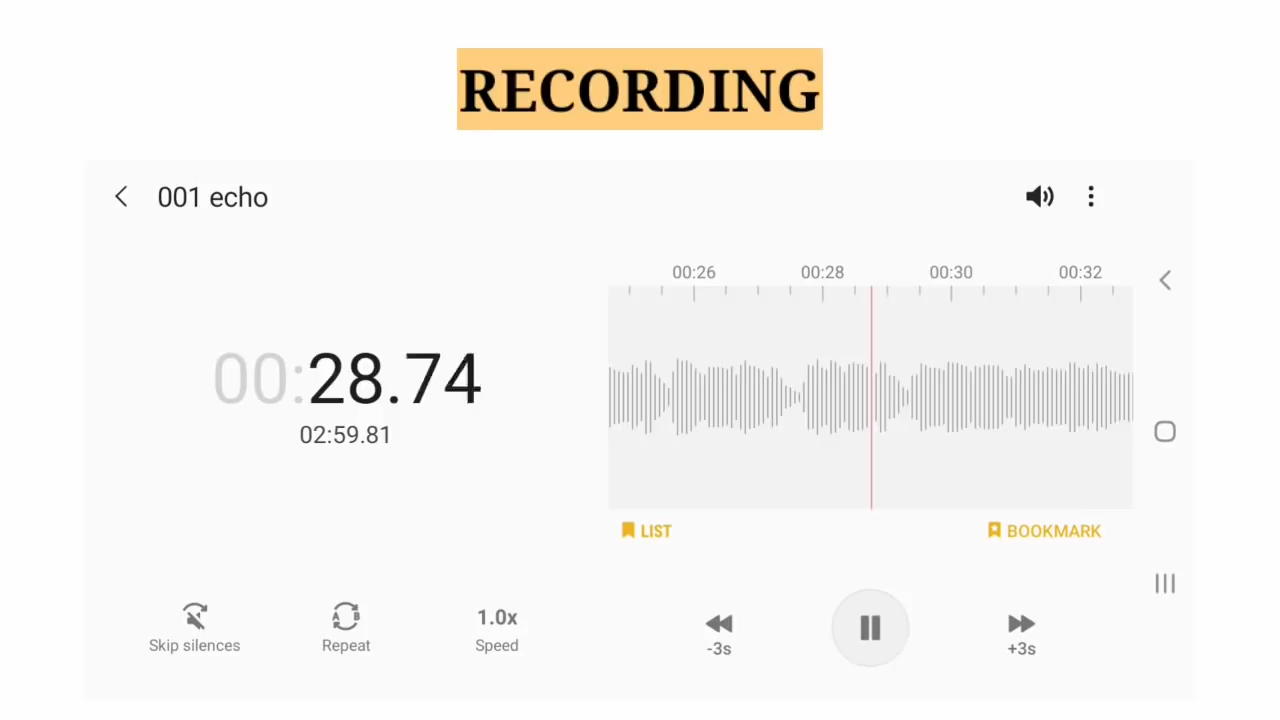 RECORDING
001 echo
00:26 00:28 00:30 00:32
00:28.74
02:59.81
LIST BOOKMARK
A B 1.0x
Skip silences Repeat Speed -3s +3s